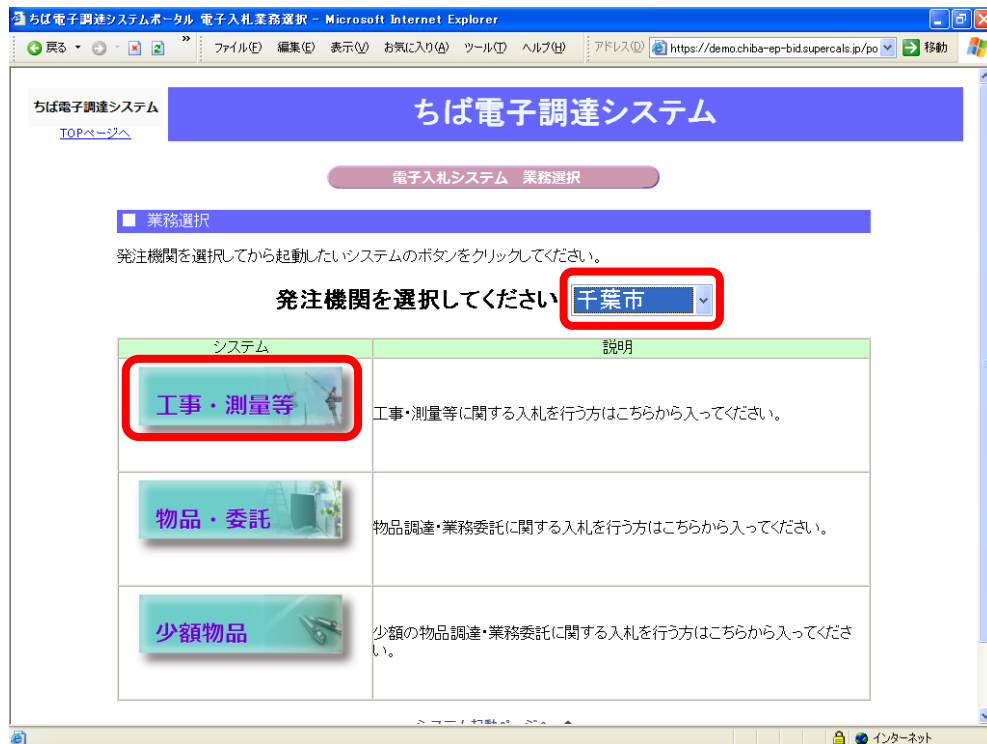 ちば電子調達システムポータル 電子入札業務選択 - Microsoft Internet Explorer
戻る ファイル(F) 編集(E) 表示(V) お気に入り(A) ツール(T) ヘルプ(H) アドレス(D) https://demo.chiba-ep-bid.supercals.jp/po 移動
ちば電子調達システム
TOPページへ
ちば電子調達システム
電子入札システム 業務選択
■ 業務選択
発注機関を選択してから起動したいシステムのボタンをクリックしてください。
発注機関を選択してください 千葉市
システム 説明
工事・測量等 工事・測量等に関する入札を行う方はこちらから入ってください。
物品・委託 物品調達・業務委託に関する入札を行う方はこちらから入ってください。
少額物品 少額の物品調達・業務委託に関する入札を行う方はこちらから入ってくださ
い。
インターネット